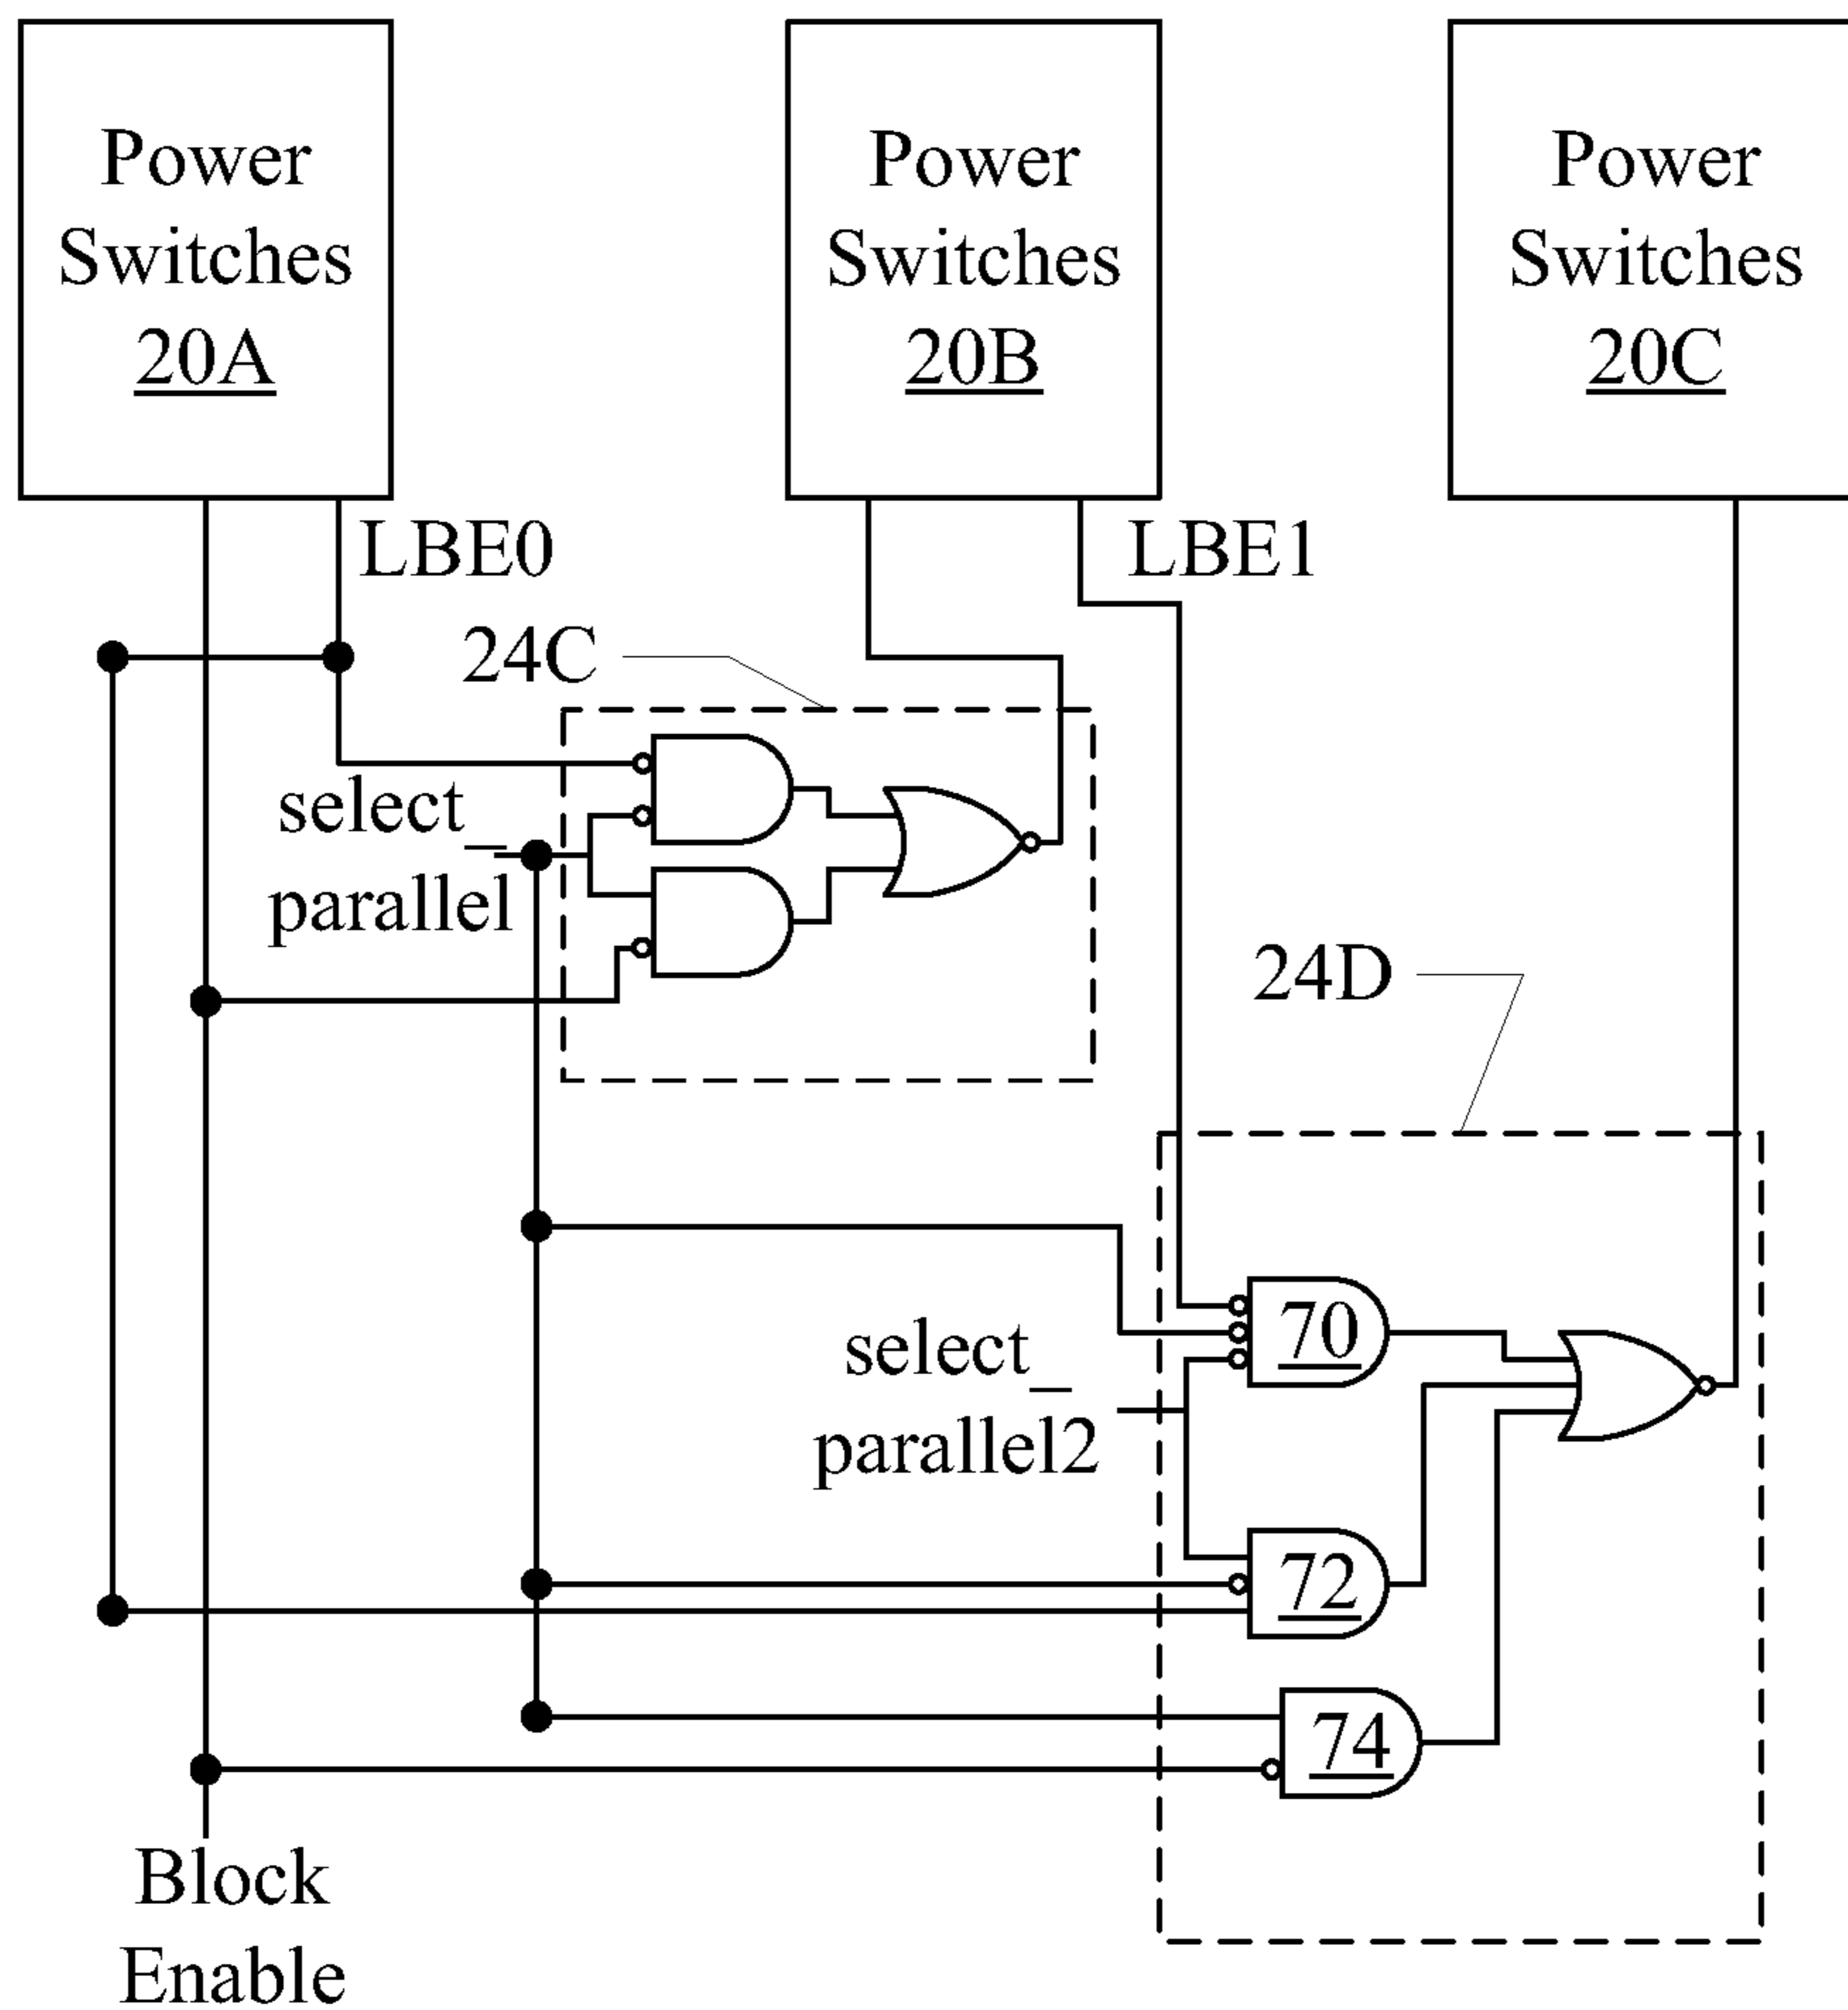 Power
Switches
20A
Power
Switches
20B
Power
Switches
20C
LBE0
LBE1
24C
select_
parallel
24D
70
select_
parallel2
72
74
Block
Enable